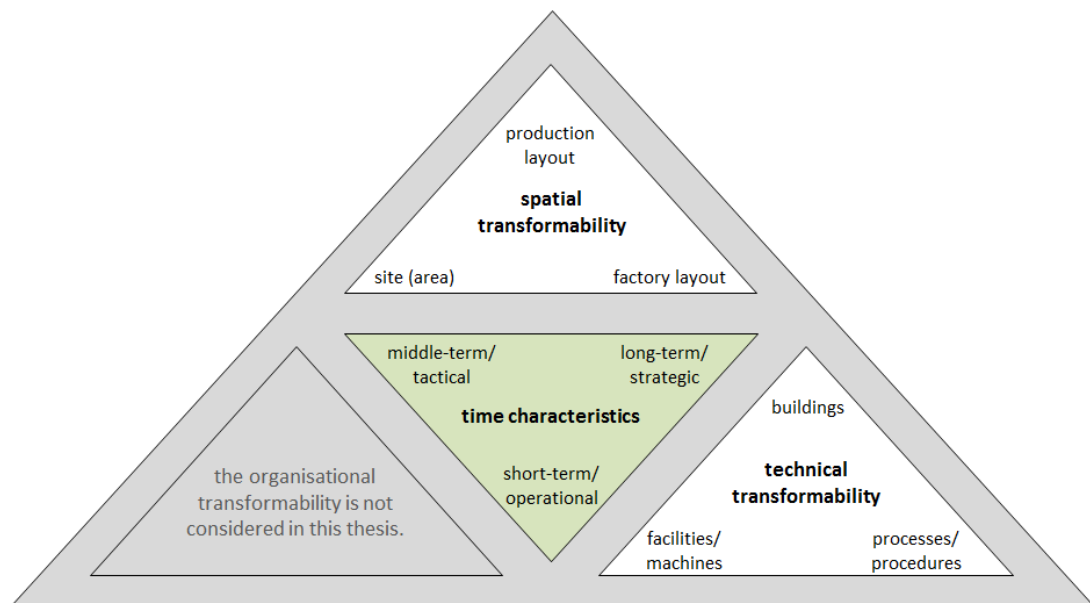 production
layout
spatial
transformability
site (area)
factory layout
middle-term/
tactical
long-term/
strategic
time characteristics
short-term/
operational
the organisational
transformability is not
considered in this thesis.
buildings
technical
transformability
facilities/
machines
processes/
procedures